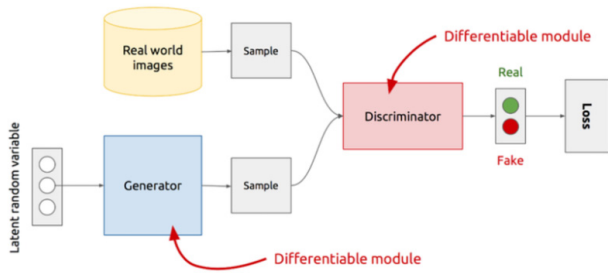 Differentiable module
Real world
images
Sample
Real
Discriminator
Loss
Fake
Latent random variable
Generator
Sample
Differentiable module